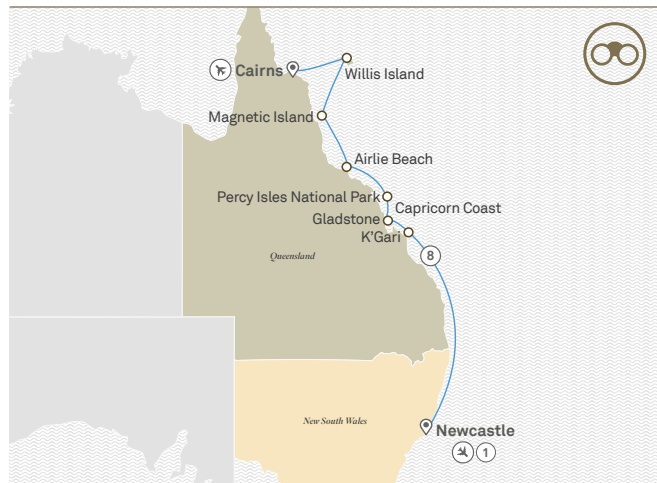 Cairns
Willis Island
Magnetic Island
Airlie Beach
Percy Isles National Park
Capricorn Coast
Gladstone
K'Gari
Queensland
8
New South Wales
Newcastle
1